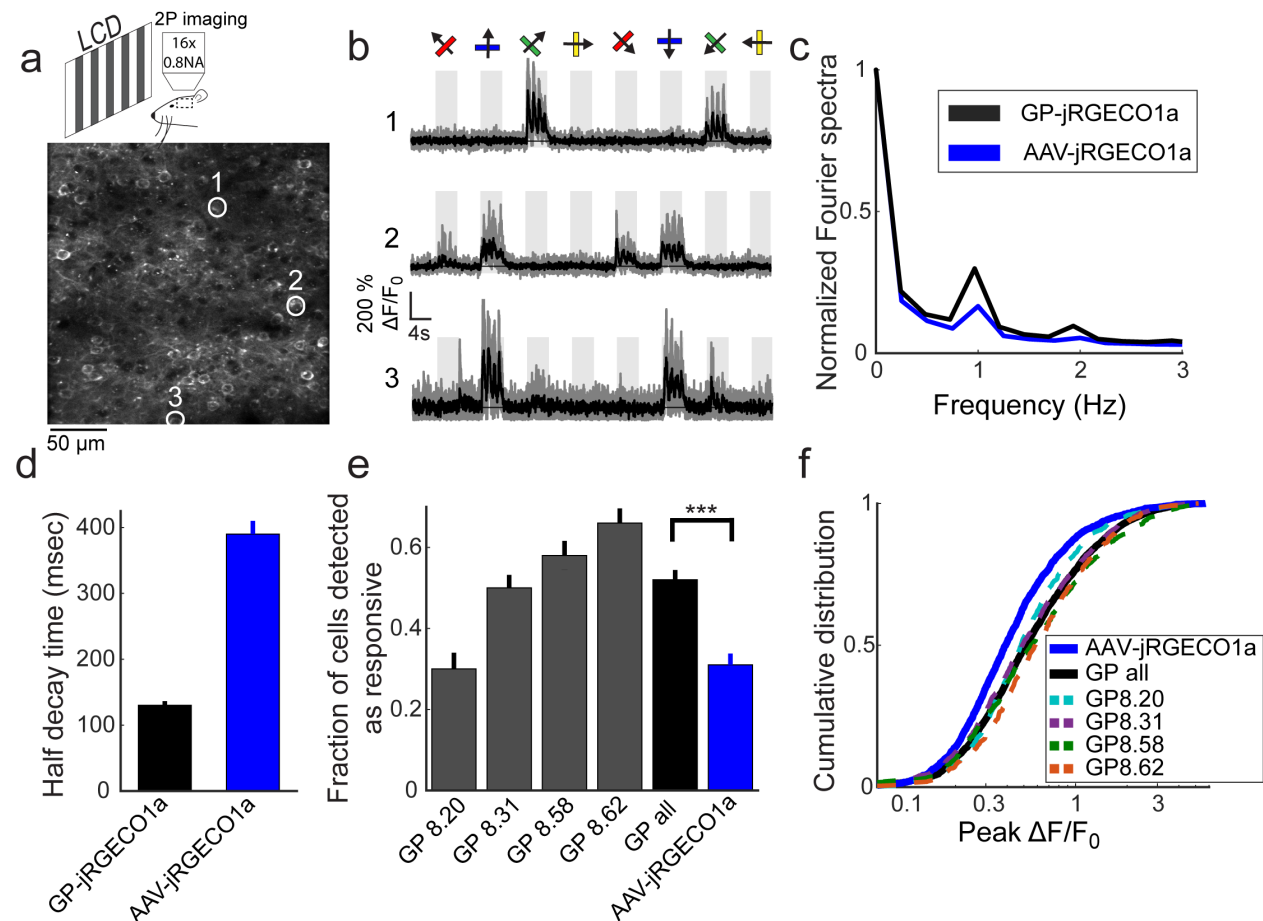 a
LCD
2P imaging
16x
0.8NA
1
2
3
50 µm
b
1
2
3
200 %
ΔF/F0
4s
c
Normalized Fourier spectra
1
0.5
0
0
1
2
3
Frequency (Hz)
GP-jRGECO1a
AAV-jRGECO1a
d
Half decay time (msec)
400
300
200
100
0
GP-jRGECO1a
AAV-jRGECO1a
e
Fraction of cells detected
as responsive
0.6
0.4
0.2
0
***
GP 8.20
GP 8.31
GP 8.58
GP 8.62
GP all
AAV-jRGECO1a
f
Cumulative distribution
1
0.5
0
0.1
0.3
1
3
Peak ΔF/F0
AAV-jRGECO1a
GP all
GP8.20
GP8.31
GP8.58
GP8.62